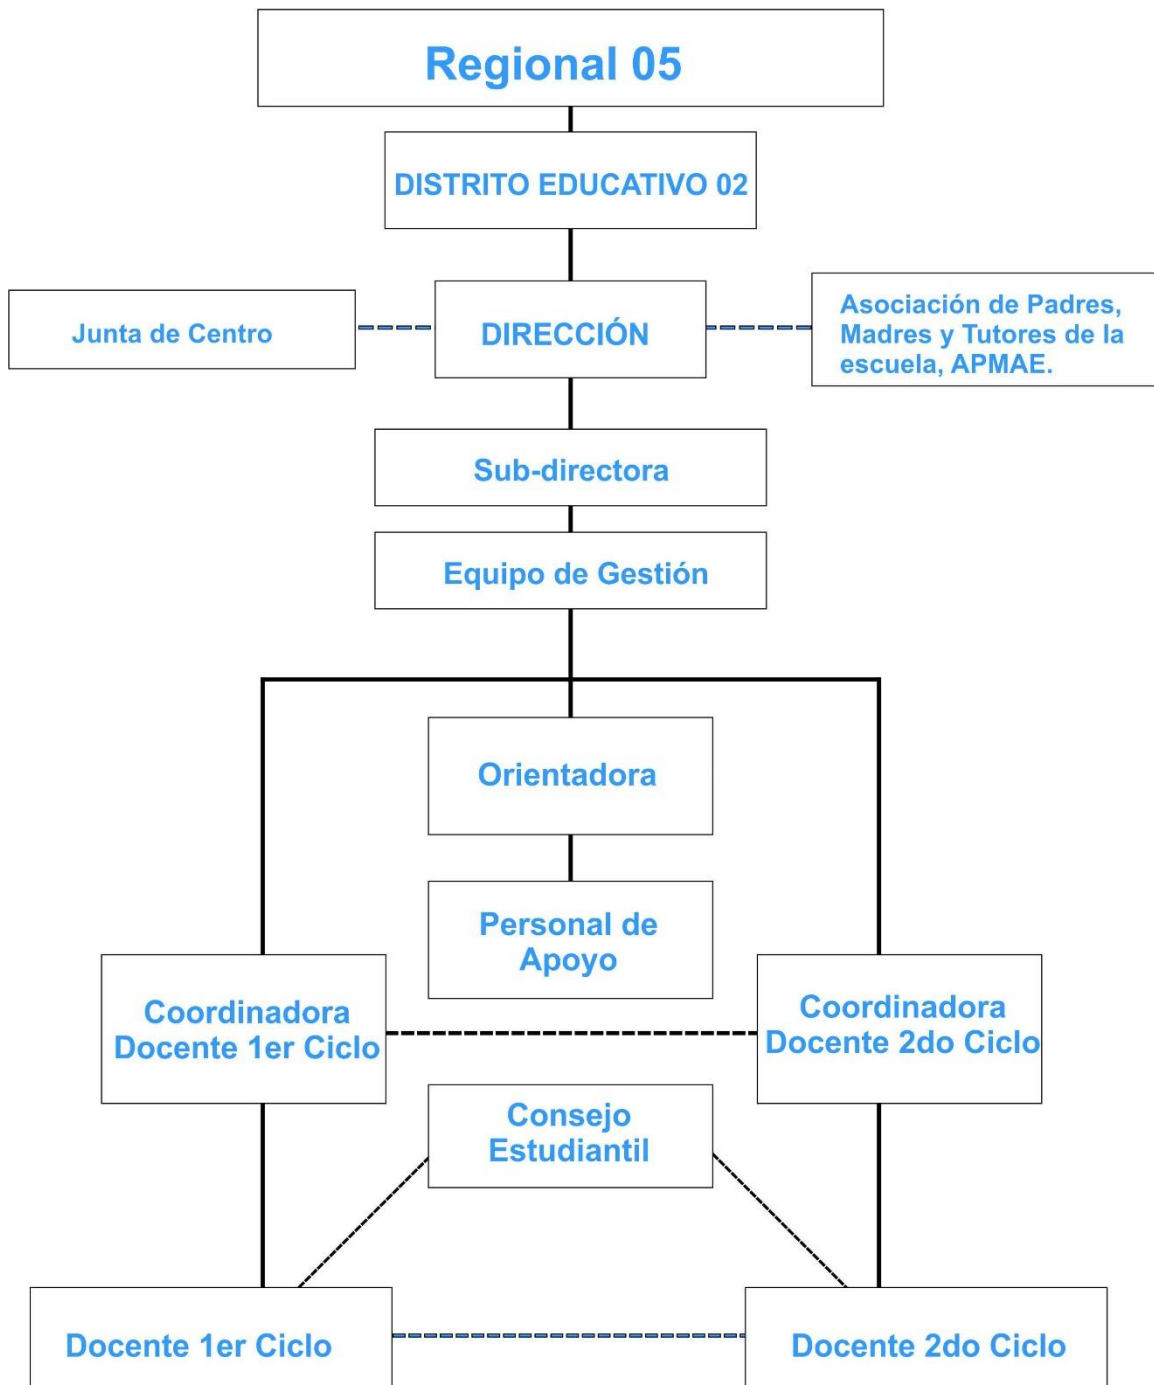 Regional 05
DISTRITO EDUCATIVO 02
Junta de Centro
DIRECCIÓN
Asociación de Padres,
Madres y Tutores de la
escuela, APMAE.
Sub-directora
Equipo de Gestión
Orientadora
Personal de
Apoyo
Coordinadora
Docente 1er Ciclo
Coordinadora
Docente 2do Ciclo
Consejo
Estudiantil
Docente 1er Ciclo
Docente 2do Ciclo